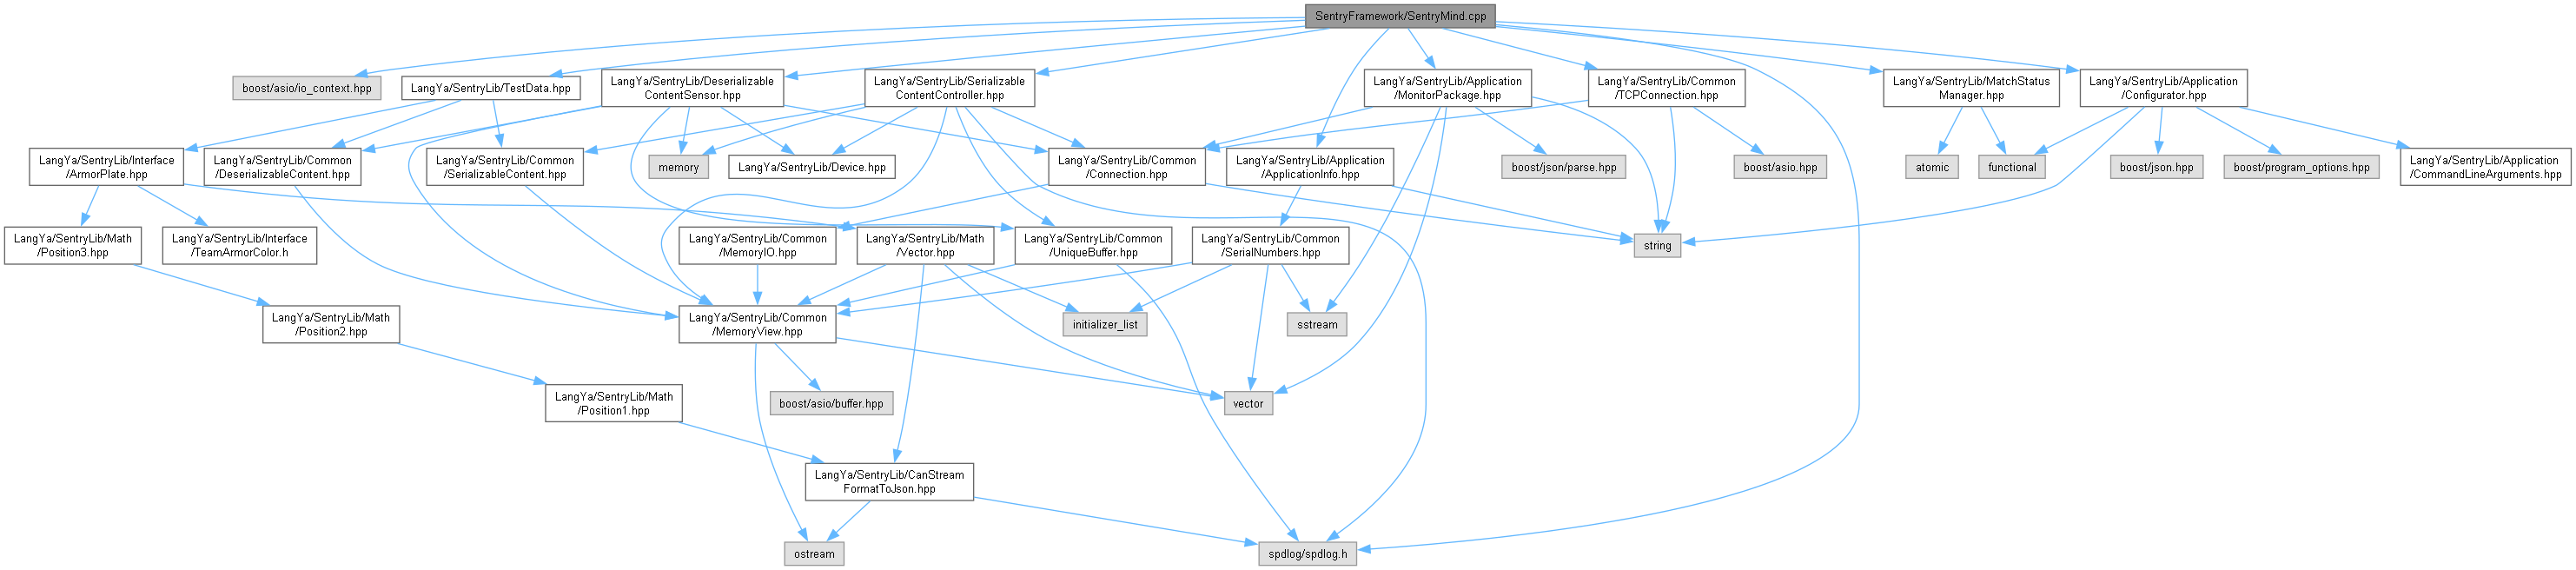 SentryFramework/SentryMind.cpp
boost/asio/io_context.hpp
LangYa/SentryLib/TestData.hpp
LangYa/SentryLib/Deserializable
ContentSensor.hpp
LangYa/SentryLib/Serializable
ContentController.hpp
LangYa/SentryLib/Application
/MonitorPackage.hpp
LangYa/SentryLib/Common
/TCPConnection.hpp
LangYa/SentryLib/MatchStatus
Manager.hpp
LangYa/SentryLib/Application
/Configurator.hpp
LangYa/SentryLib/Interface
/ArmorPlate.hpp
LangYa/SentryLib/Common
/DeserializableContent.hpp
LangYa/SentryLib/Common
/SerializableContent.hpp
memory
LangYa/SentryLib/Device.hpp
LangYa/SentryLib/Common
/Connection.hpp
LangYa/SentryLib/Application
/ApplicationInfo.hpp
boost/json/parse.hpp
boost/asio.hpp
atomic
functional
boost/json.hpp
boost/program_options.hpp
LangYa/SentryLib/Application
/CommandLineArguments.hpp
LangYa/SentryLib/Math
/Position3.hpp
LangYa/SentryLib/Interface
/TeamArmorColor.h
LangYa/SentryLib/Common
/MemoryIO.hpp
LangYa/SentryLib/Math
/Vector.hpp
LangYa/SentryLib/Common
/UniqueBuffer.hpp
LangYa/SentryLib/Common
/SerialNumbers.hpp
string
LangYa/SentryLib/Math
/Position2.hpp
LangYa/SentryLib/Common
/MemoryView.hpp
initializer_list
sstream
LangYa/SentryLib/Math
/Position1.hpp
boost/asio/buffer.hpp
vector
LangYa/SentryLib/CanStream
FormatToJson.hpp
ostream
spdlog/spdlog.h